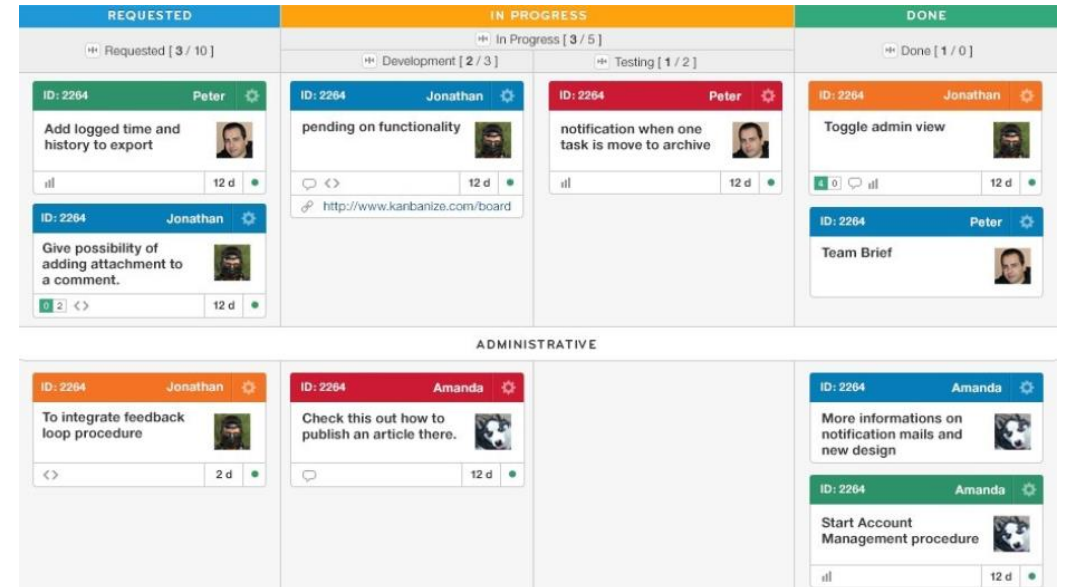 REQUESTED
IN PROGRESS
DONE
Requested [ 3 / 10 ]
In Progress [ 3 / 5 ]
Development [ 2 / 3 ]
Testing [ 1 / 2 ]
Done [ 1 / 0 ]
ID: 2264 Peter
Add logged time and
history to export
12 d
ID: 2264 Jonathan
Give possibility of
adding attachment to
a comment.
0 2
12 d
ID: 2264 Jonathan
pending on functionality
12 d
http://www.kanbanize.com/board
ID: 2264 Peter
notification when one
task is move to archive
12 d
ID: 2264 Jonathan
Toggle admin view
4 0
12 d
ID: 2264 Peter
Team Brief
ADMINISTRATIVE
ID: 2264 Jonathan
To integrate feedback
loop procedure
2 d
ID: 2264 Amanda
Check this out how to
publish an article there.
12 d
ID: 2264 Amanda
More informations on
notification mails and
new design
ID: 2264 Amanda
Start Account
Management procedure
12 d